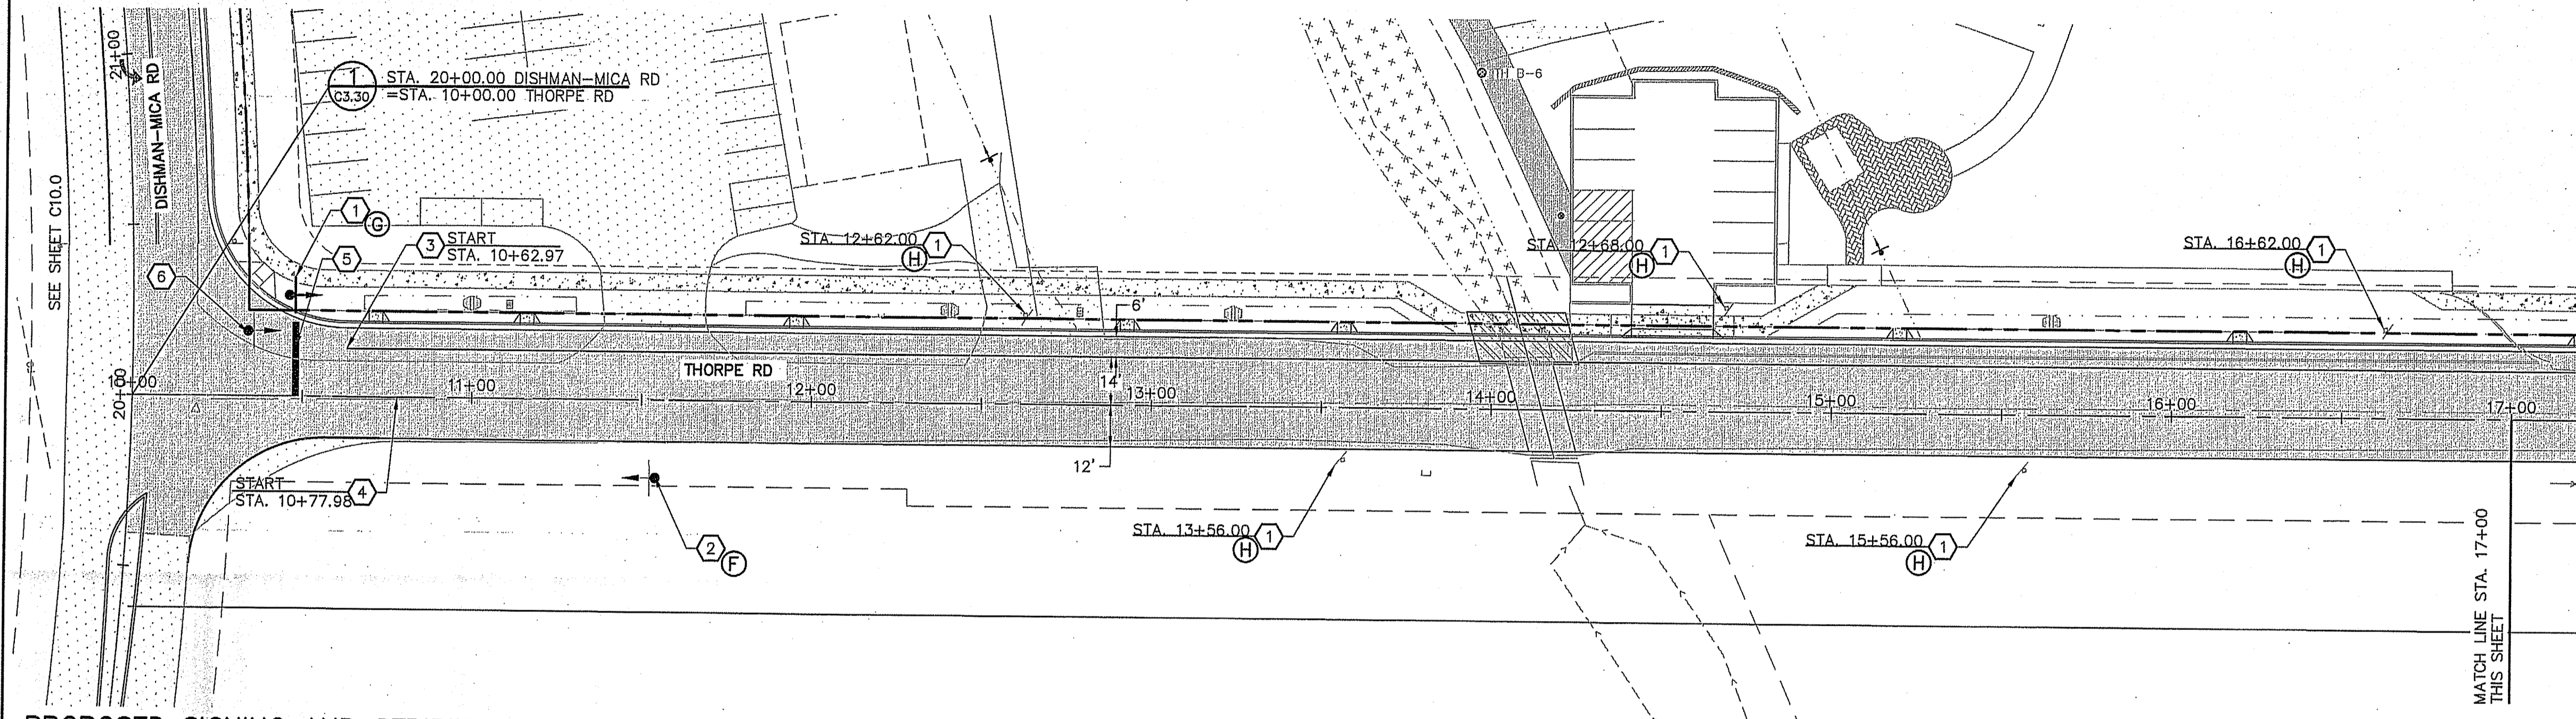 21+00
DISHMAN-MICA RD
SEE SHEET C10.0
1
C3.30
STA. 20+00.00 DISHMAN-MICA RD
=STA. 10+00.00 THORPE RD
TH B-6
1
G
5
6
3
START
STA. 10+62.97
STA. 12+62.00
1
H
STA. 12+68.00
1
H
STA. 16+62.00
1
H
6'
THORPE RD
14'
12'
20+00
10+00
11+00
12+00
13+00
14+00
15+00
16+00
17+00
START
STA. 10+77.98
4
2
F
STA. 13+56.00
1
H
STA. 15+56.00
1
H
MATCH LINE STA. 17+00
THIS SHEET